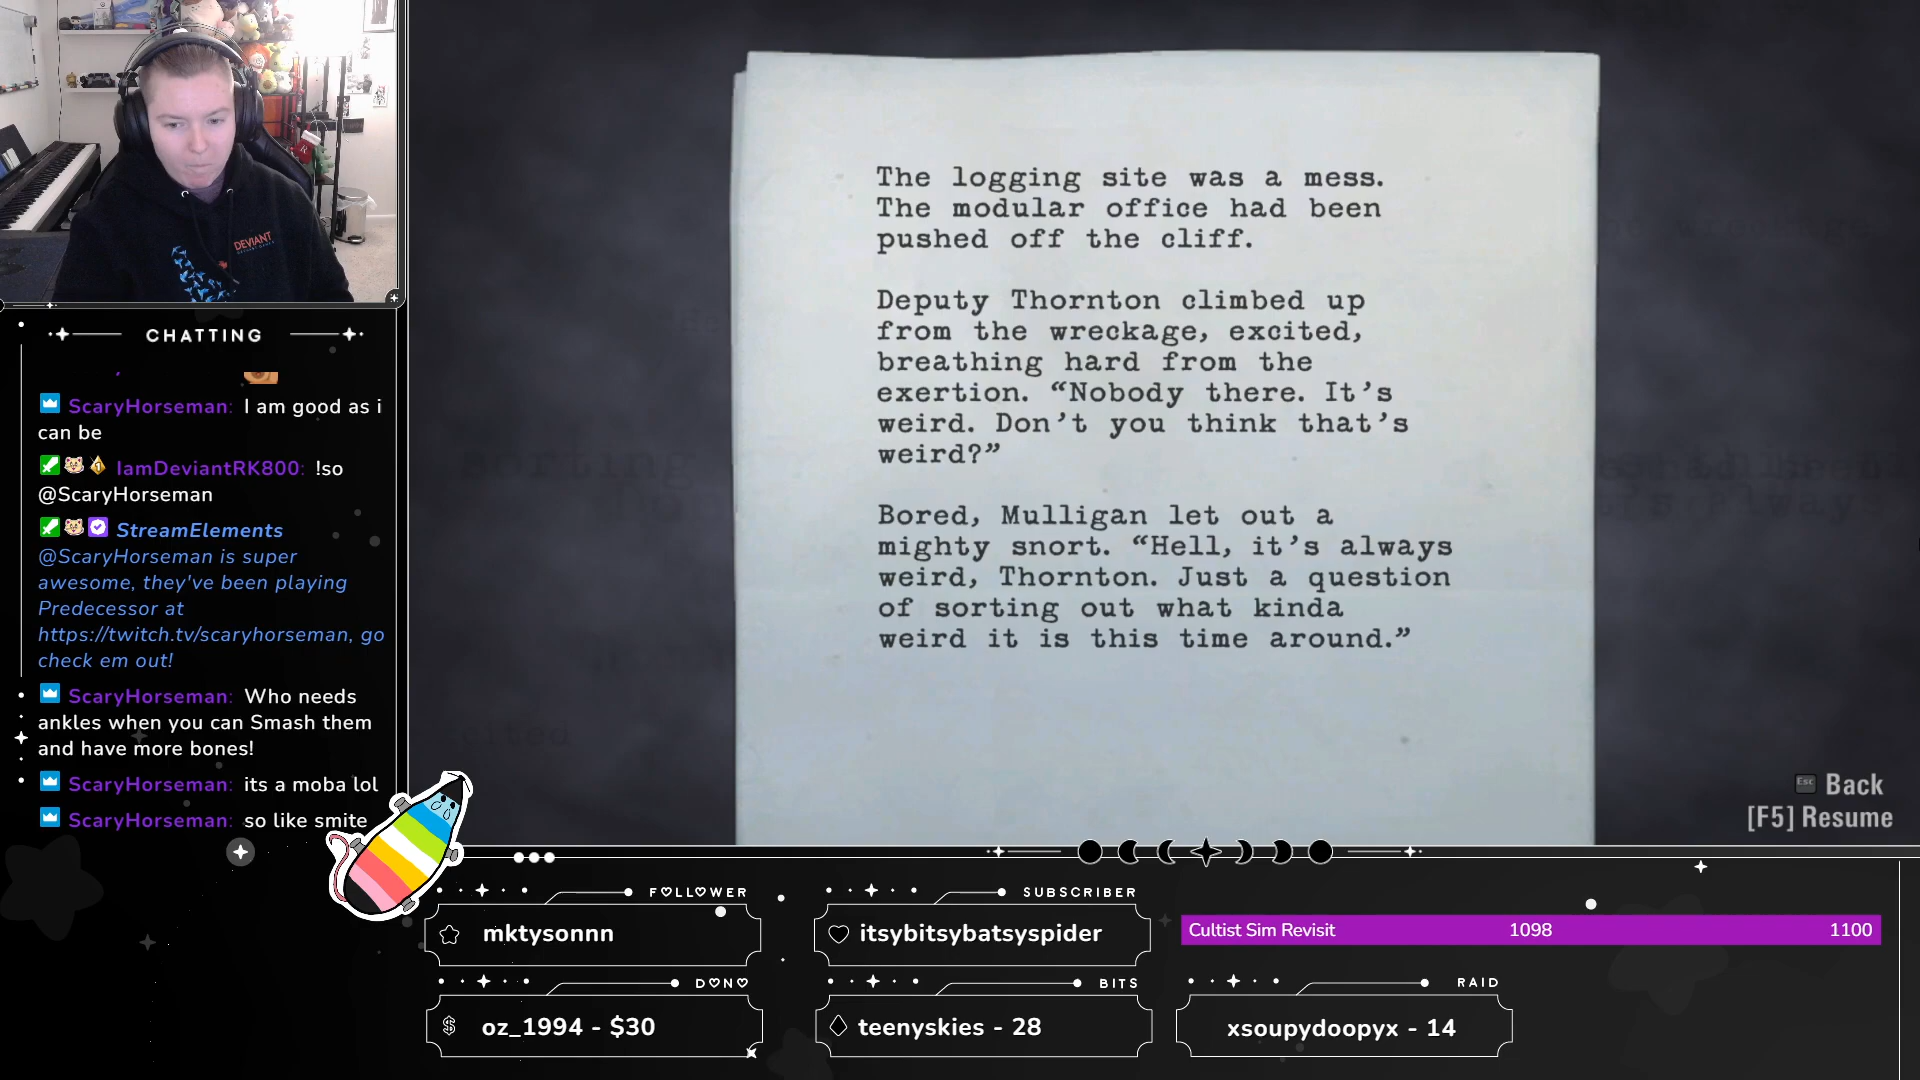 DEVIANT
CHATTING
ScaryHorseman: I am good as i
can be
IamDeviantRK800: !so
@ScaryHorseman
StreamElements
@ScaryHorseman is super
awesome, they've been playing
Predecessor at
https://twitch.tv/scaryhorseman, go
check em out!
ScaryHorseman: Who needs
ankles when you can Smash them
and have more bones!
ScaryHorseman: its a moba lol
ScaryHorseman: so like smite
The logging site was a mess.
The modular office had been
pushed off the cliff.
Deputy Thornton climbed up
from the wreckage, excited,
breathing hard from the
exertion. “Nobody there. It’s
weird. Don’t you think that’s
weird?”
Bored, Mulligan let out a
mighty snort. “Hell, it’s always
weird, Thornton. Just a question
of sorting out what kinda
weird it is this time around.”
Esc Back
[F5] Resume
FOLLOWER
mktysonnn
SUBSCRIBER
itsybitsybatsyspider
Cultist Sim Revisit 1098 1100
DONO
oz_1994 - $30
BITS
teenyskies - 28
RAID
xsoupydoopyx - 14